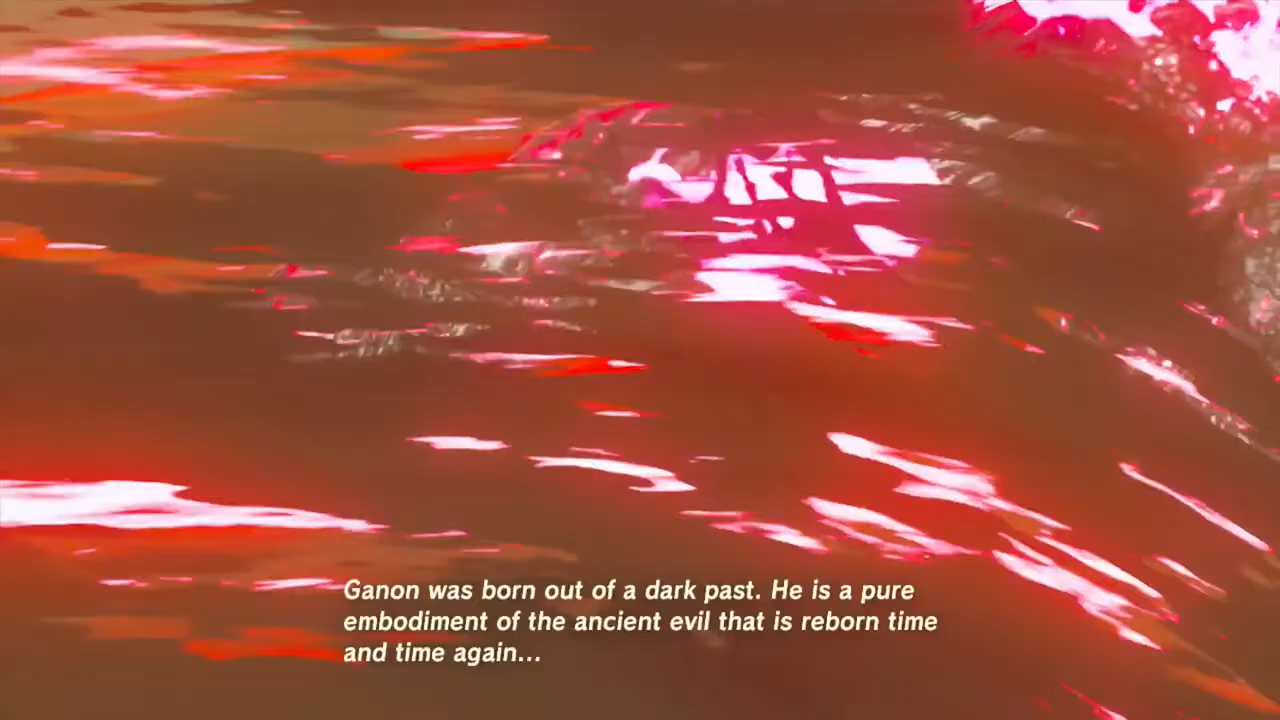 Ganon was born out of a dark past. He is a pure
embodiment of the ancient evil that is reborn time
and time again...